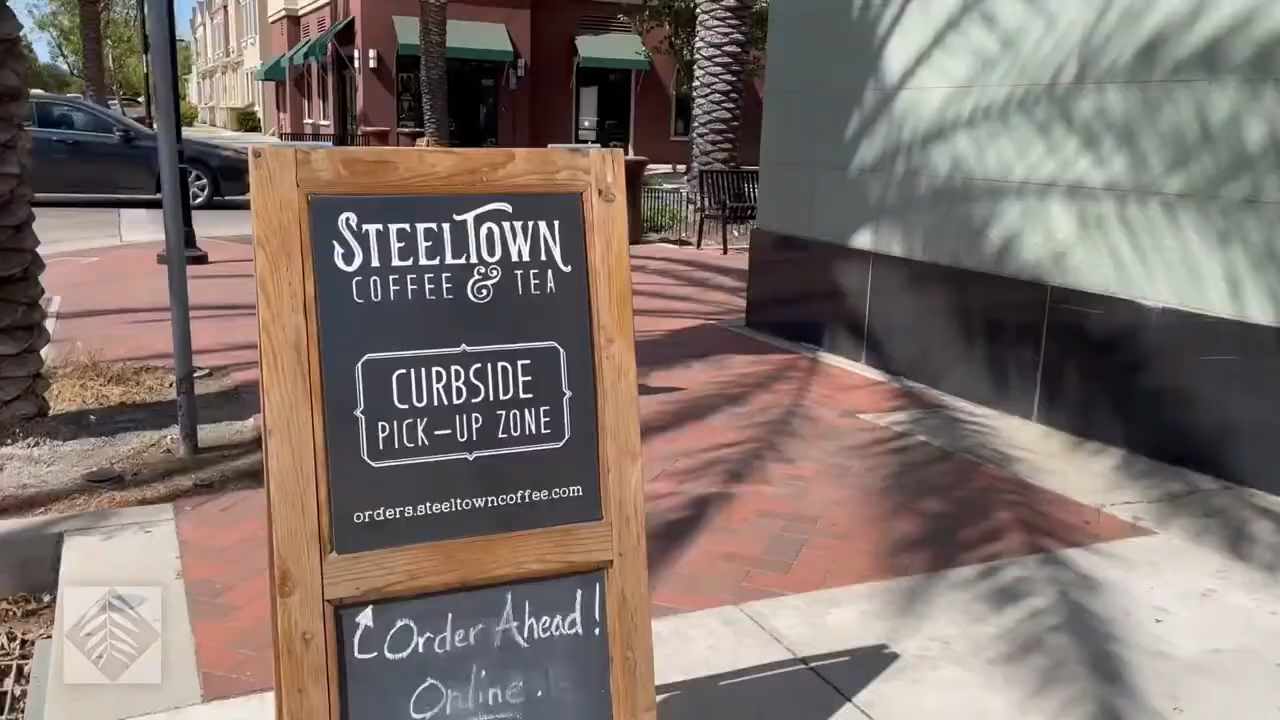 STEELTOWN
COFFEE & TEA
CURBSIDE
PICK-UP ZONE
orders.steeltowncoffee.com
Order Ahead!
Online.